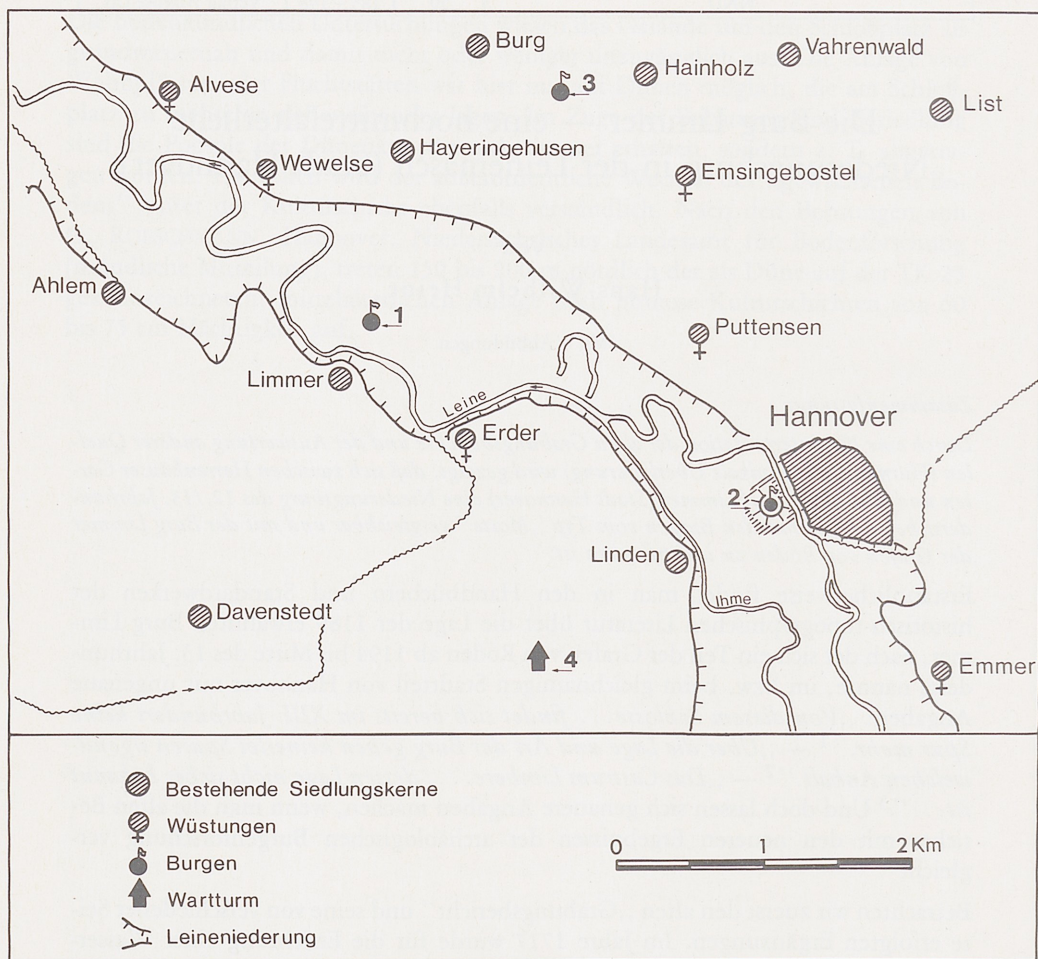 Burg
Vahrenwald
Hainholz
3
Alvese
List
Hayeringehusen
Wewelse
Emsingebostel
Ahlem
1
Puttensen
Limmer
Leine
Hannover
Erder
2
Linden
Ihme
Davenstedt
4
Emmer
Bestehende Siedlungskerne
Wüstungen
Burgen
Wartturm
Leineniederung
0 1 2 Km